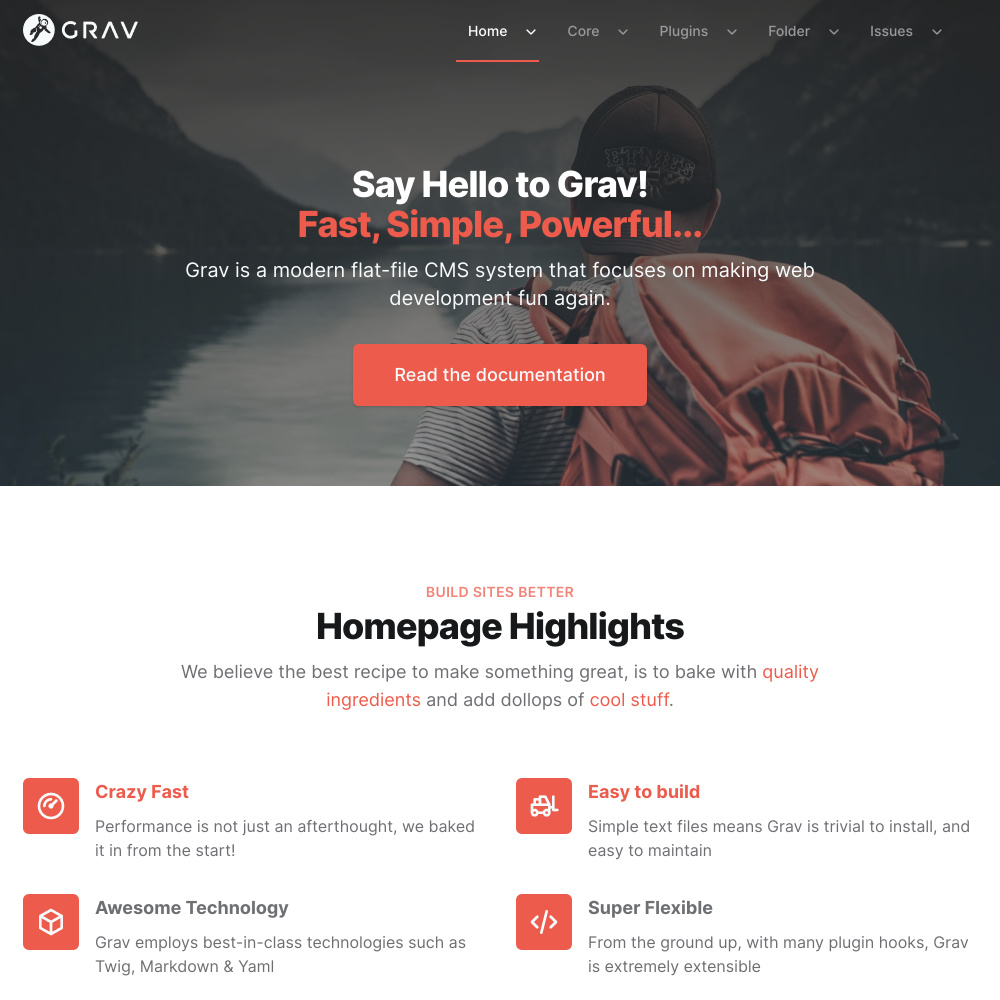 GRAV
Home Core Plugins Folder Issues
ETNIES
Say Hello to Grav!
Fast, Simple, Powerful...
Grav is a modern flat-file CMS system that focuses on making web
development fun again.
Read the documentation
BUILD SITES BETTER
Homepage Highlights
We believe the best recipe to make something great, is to bake with quality
ingredients and add dollops of cool stuff.
Crazy Fast
Performance is not just an afterthought, we baked
it in from the start!
Easy to build
Simple text files means Grav is trivial to install, and
easy to maintain
Awesome Technology
Grav employs best-in-class technologies such as
Twig, Markdown & Yaml
Super Flexible
From the ground up, with many plugin hooks, Grav
is extremely extensible